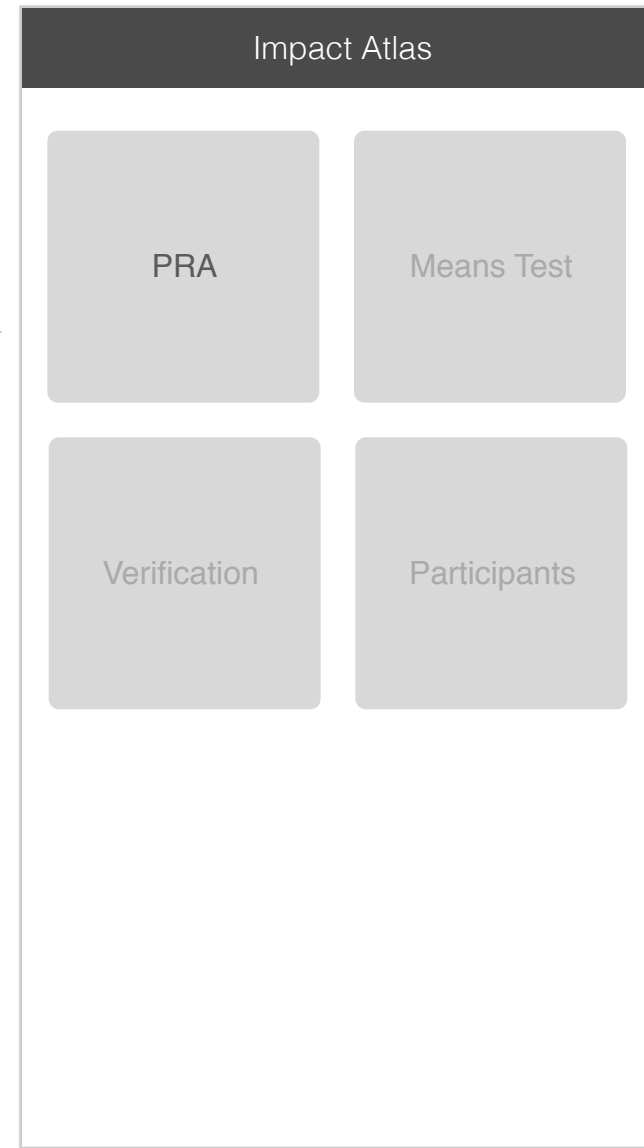 Impact Atlas
PRA
Means Test
Verification
Participants